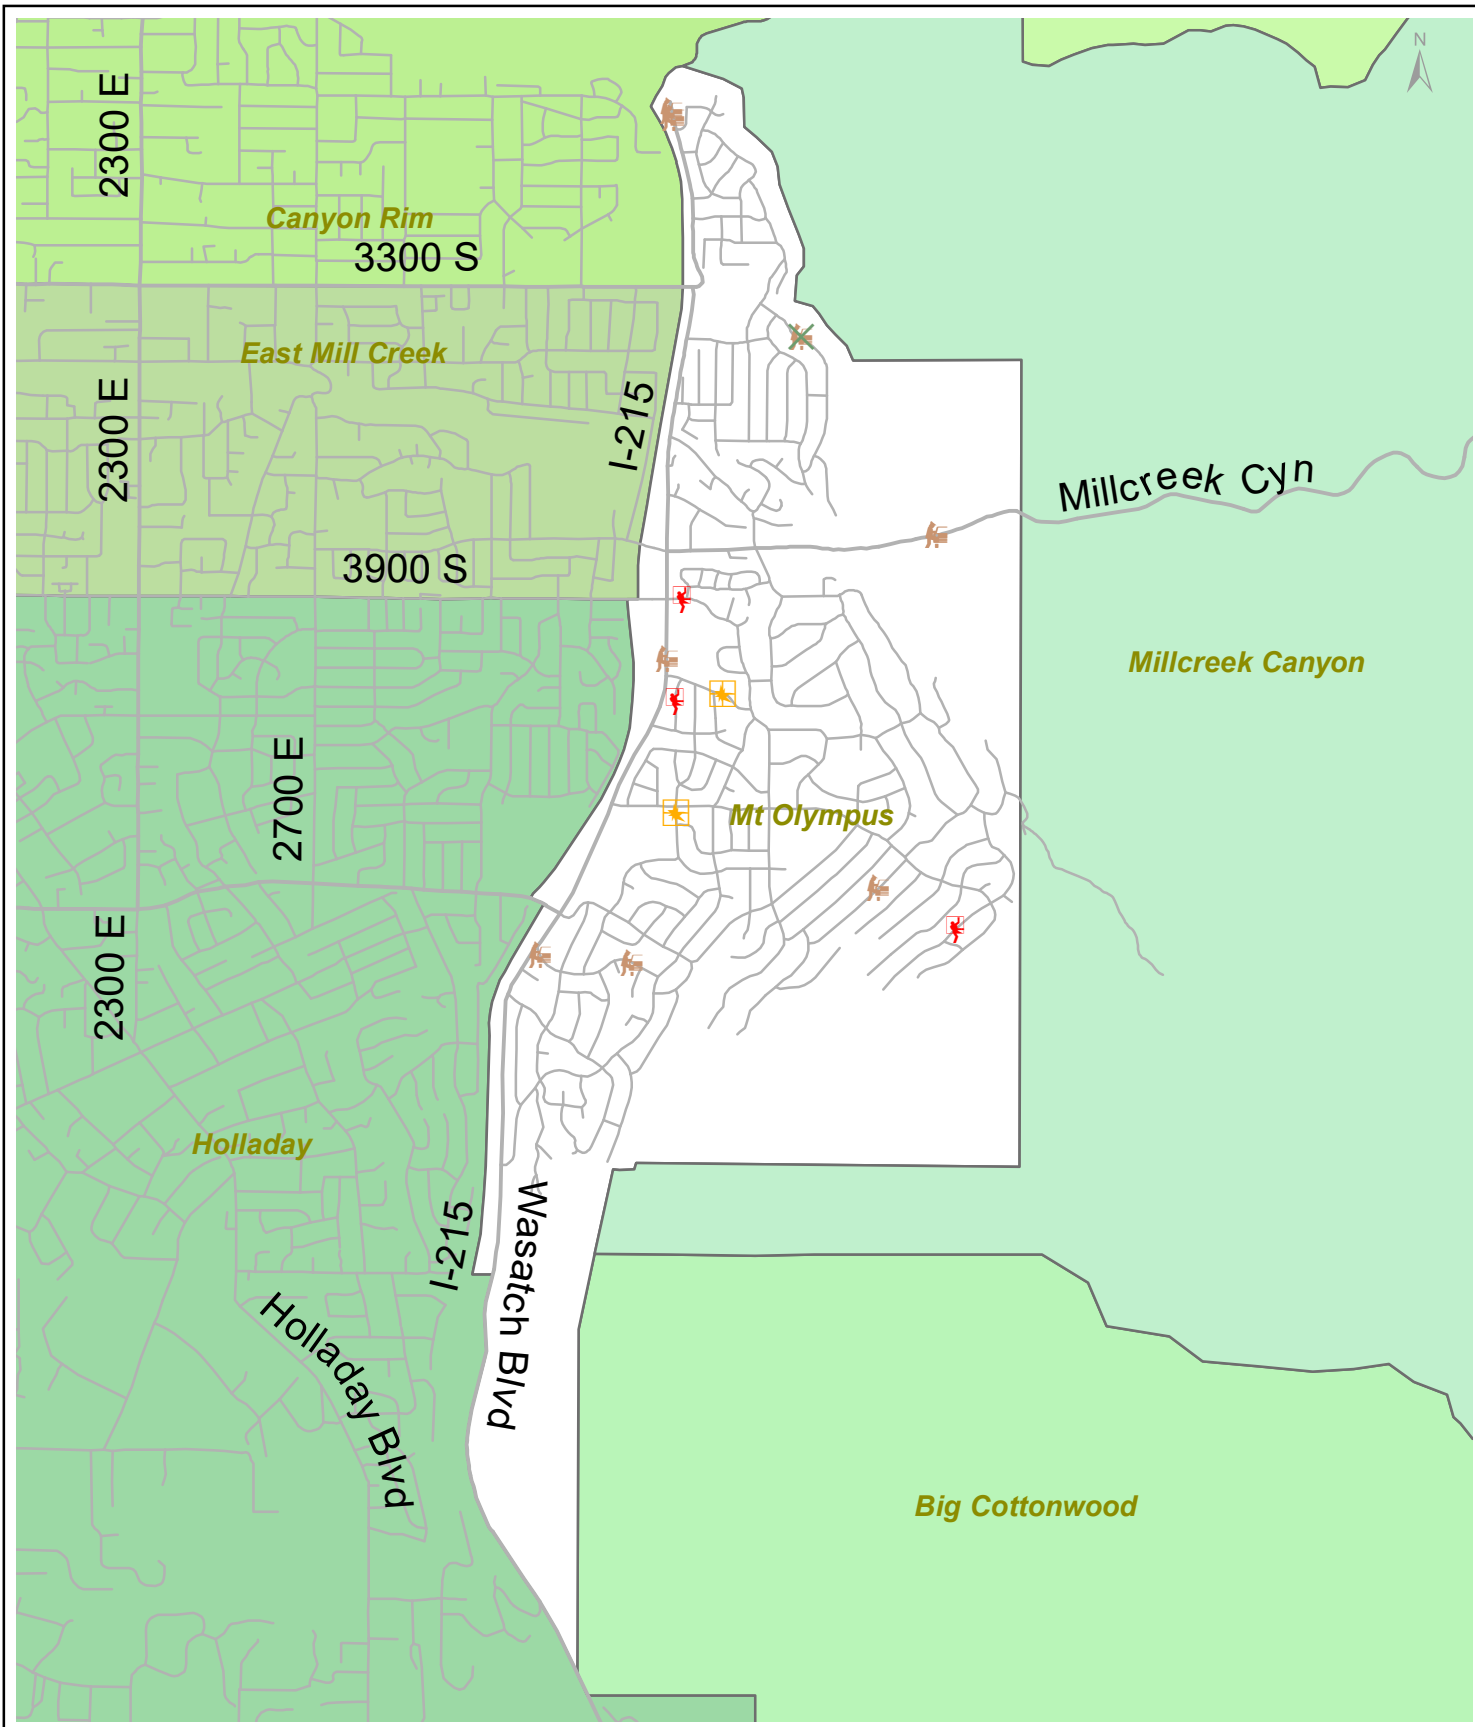 N
2300 E
Canyon Rim
3300 S
East Mill Creek
2300 E
I-215
Millcreek Cyn
3900 S
Millcreek Canyon
2700 E
Mt Olympus
2300 E
Holladay
I-215
Wasatch Blvd
Holladay Blvd
Big Cottonwood